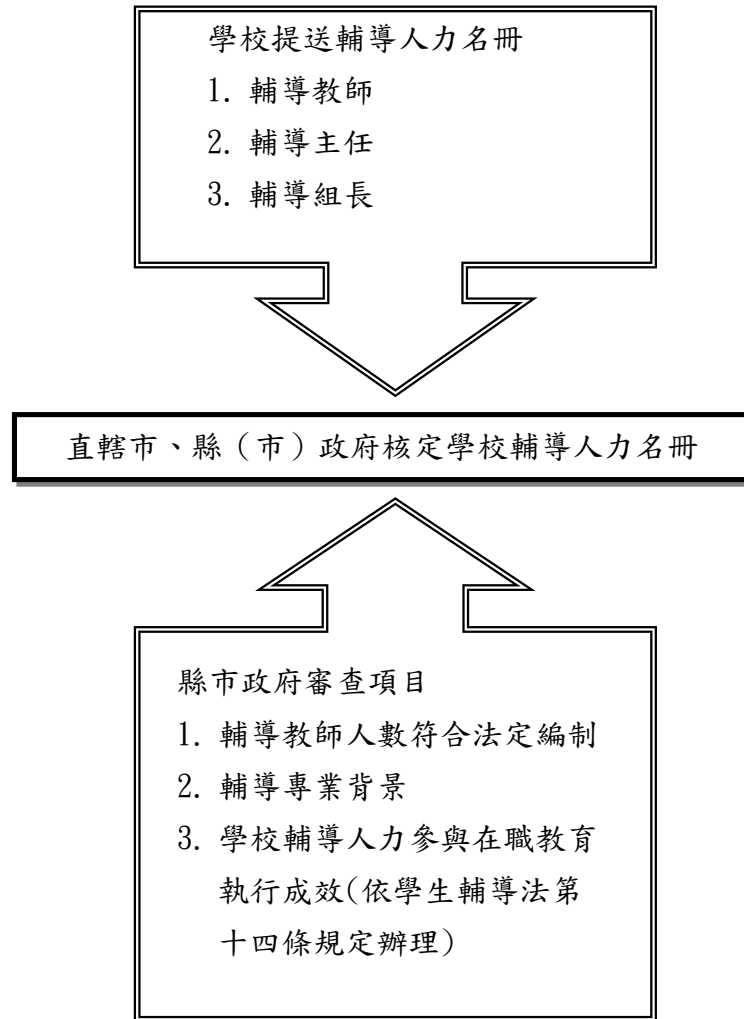 學校提送輔導人力名冊
1. 輔導教師
2. 輔導主任
3. 輔導組長
直轄市、縣（市）政府核定學校輔導人力名冊
縣市政府審查項目
1. 輔導教師人數符合法定編制
2. 輔導專業背景
3. 學校輔導人力參與在職教育
執行成效(依學生輔導法第
十四條規定辦理)